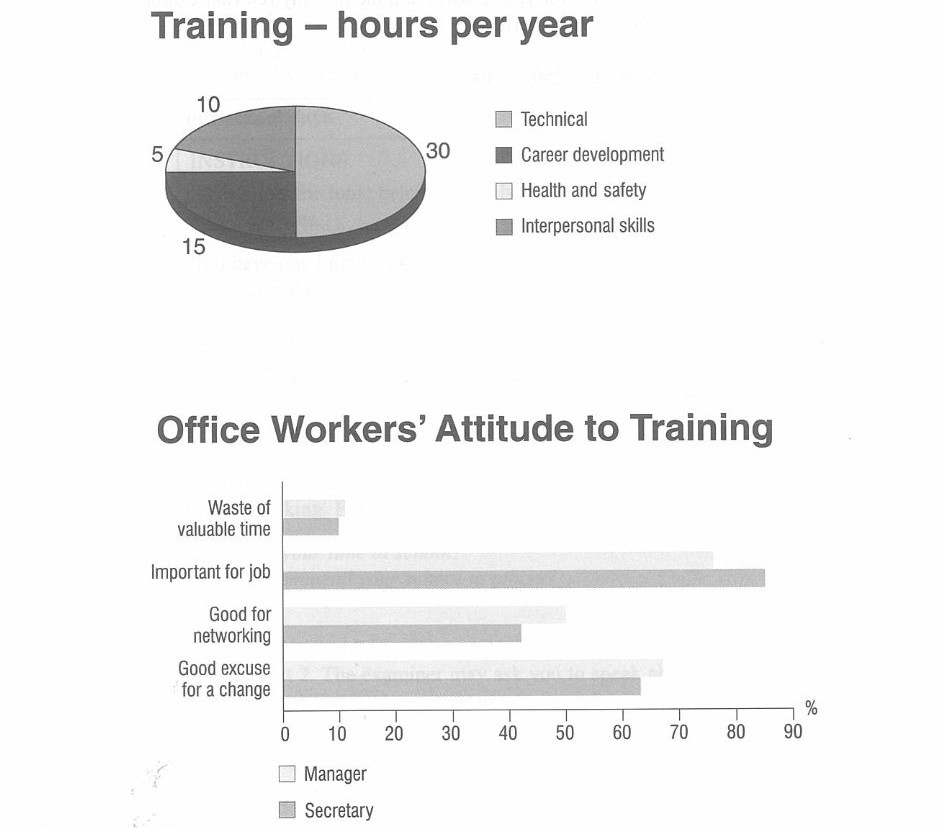 Training – hours per year
10
5
30
15
Technical
Career development
Health and safety
Interpersonal skills
Office Workers' Attitude to Training
Waste of
valuable time
Important for job
Good for
networking
Good excuse
for a change
%
0 10 20 30 40 50 60 70 80 90
Manager
Secretary